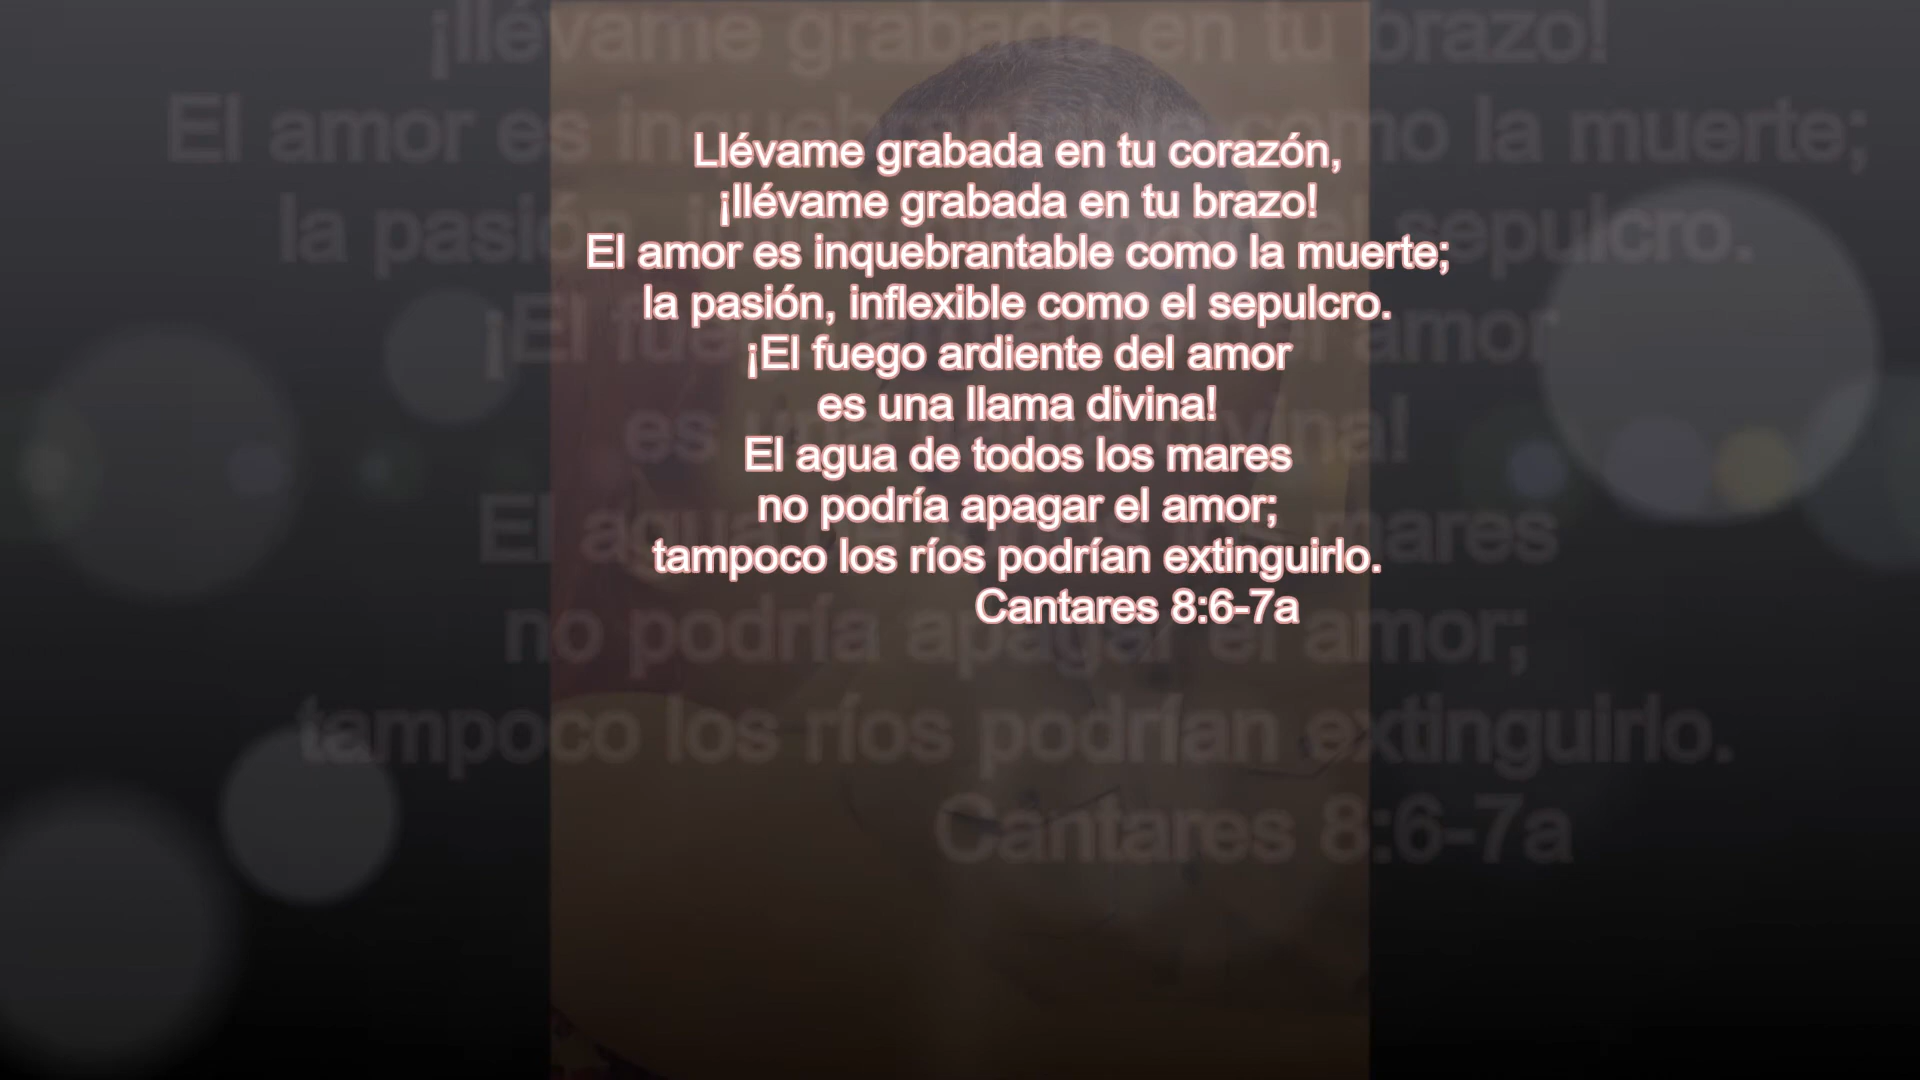 Llévame grabada en tu corazón,
¡llévame grabada en tu brazo!
El amor es inquebrantable como la muerte;
la pasión, inflexible como el sepulcro.
¡El fuego ardiente del amor
es una llama divina!
El agua de todos los mares
no podría apagar el amor;
tampoco los ríos podrían extinguirlo.
Cantares 8:6-7a